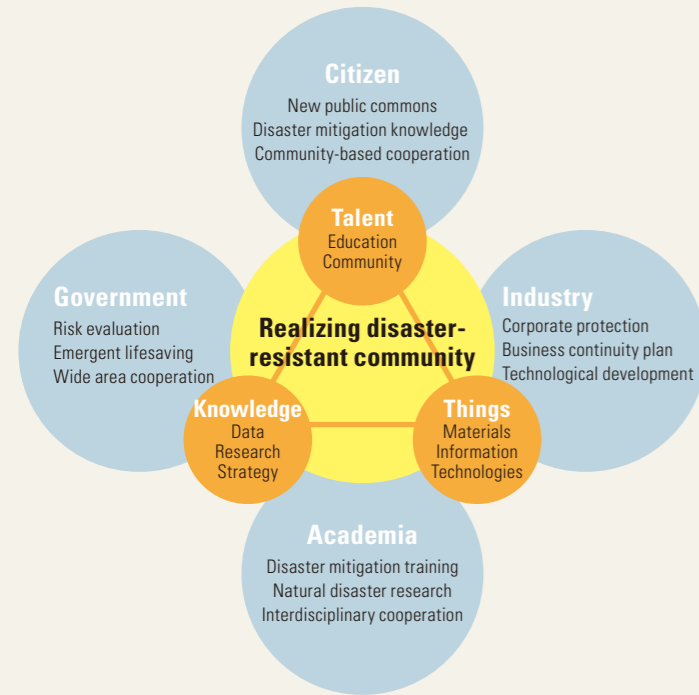 Citizen
New public commons
Disaster mitigation knowledge
Community-based cooperation
Talent
Education
Community
Government
Risk evaluation
Emergent lifesaving
Wide area cooperation
Realizing disaster-
resistant community
Industry
Corporate protection
Business continuity plan
Technological development
Knowledge
Data
Research
Strategy
Things
Materials
Information
Technologies
Academia
Disaster mitigation training
Natural disaster research
Interdisciplinary cooperation